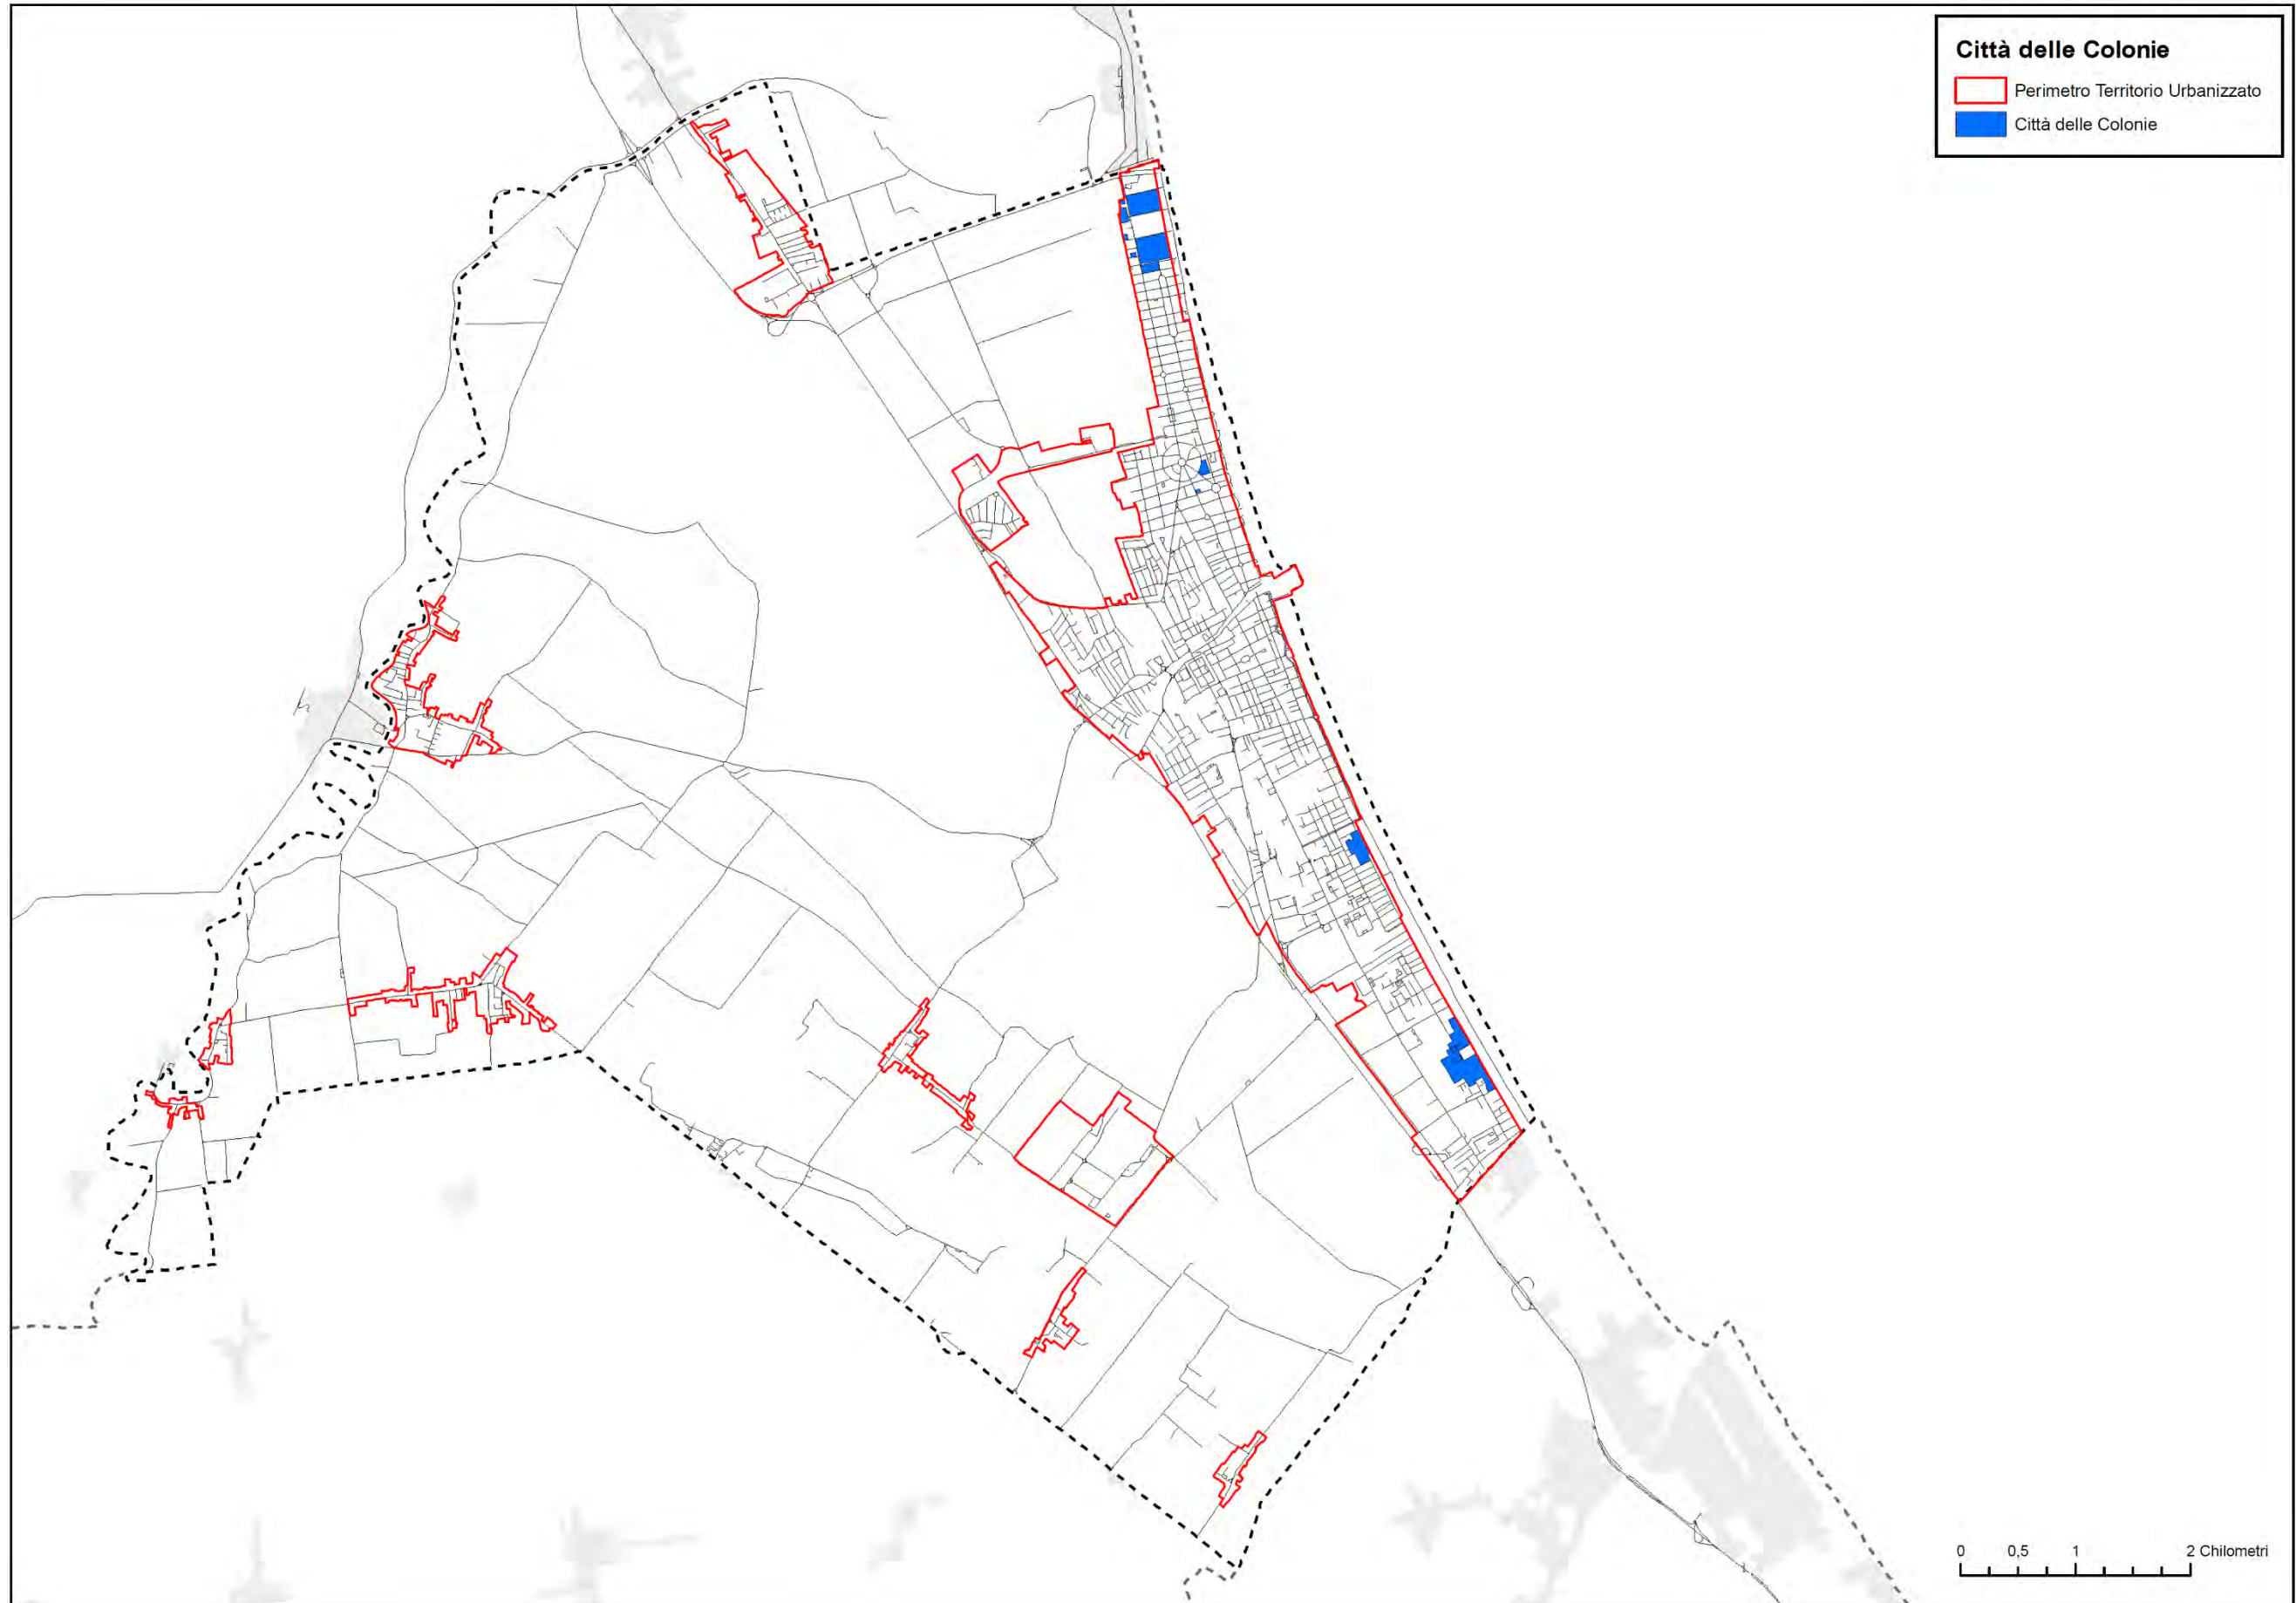 Città delle Colonie
Perimetro Territorio Urbanizzato
Città delle Colonie
0 0,5 1 2 Chilometri